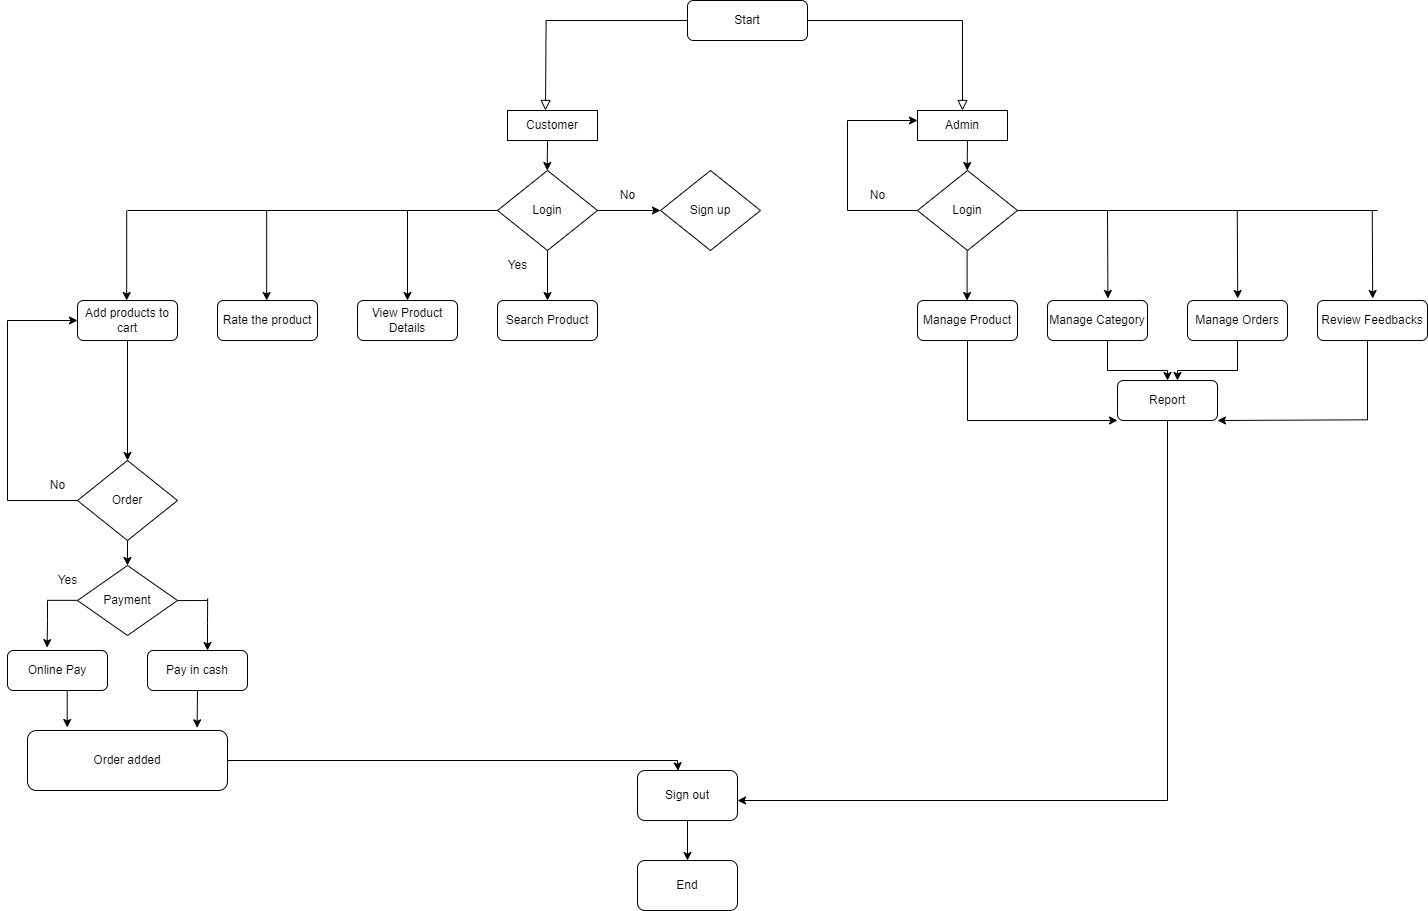 Start
Customer
Admin
Login
No
Sign up
No
Login
Yes
Add products to
cart
Rate the product
View Product
Details
Search Product
Manage Product
Manage Category
Manage Orders
Review Feedbacks
Report
No
Order
Yes
Payment
Online Pay
Pay in cash
Order added
Sign out
End